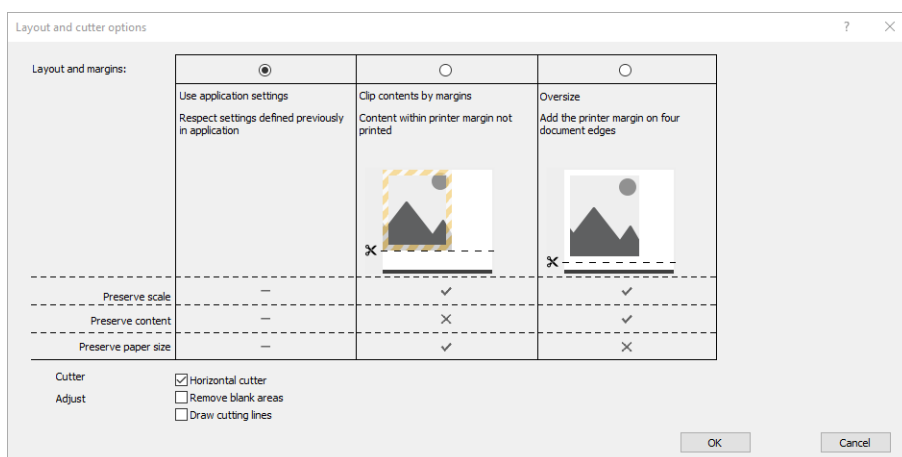 Layout and cutter options
Layout and margins:
Use application settings
Respect settings defined previously
in application
Clip contents by margins
Content within printer margin not
printed
Oversize
Add the printer margin on four
document edges
Preserve scale
Preserve content
Preserve paper size
Cutter
Horizontal cutter
Adjust
Remove blank areas
Draw cutting lines
OK
Cancel